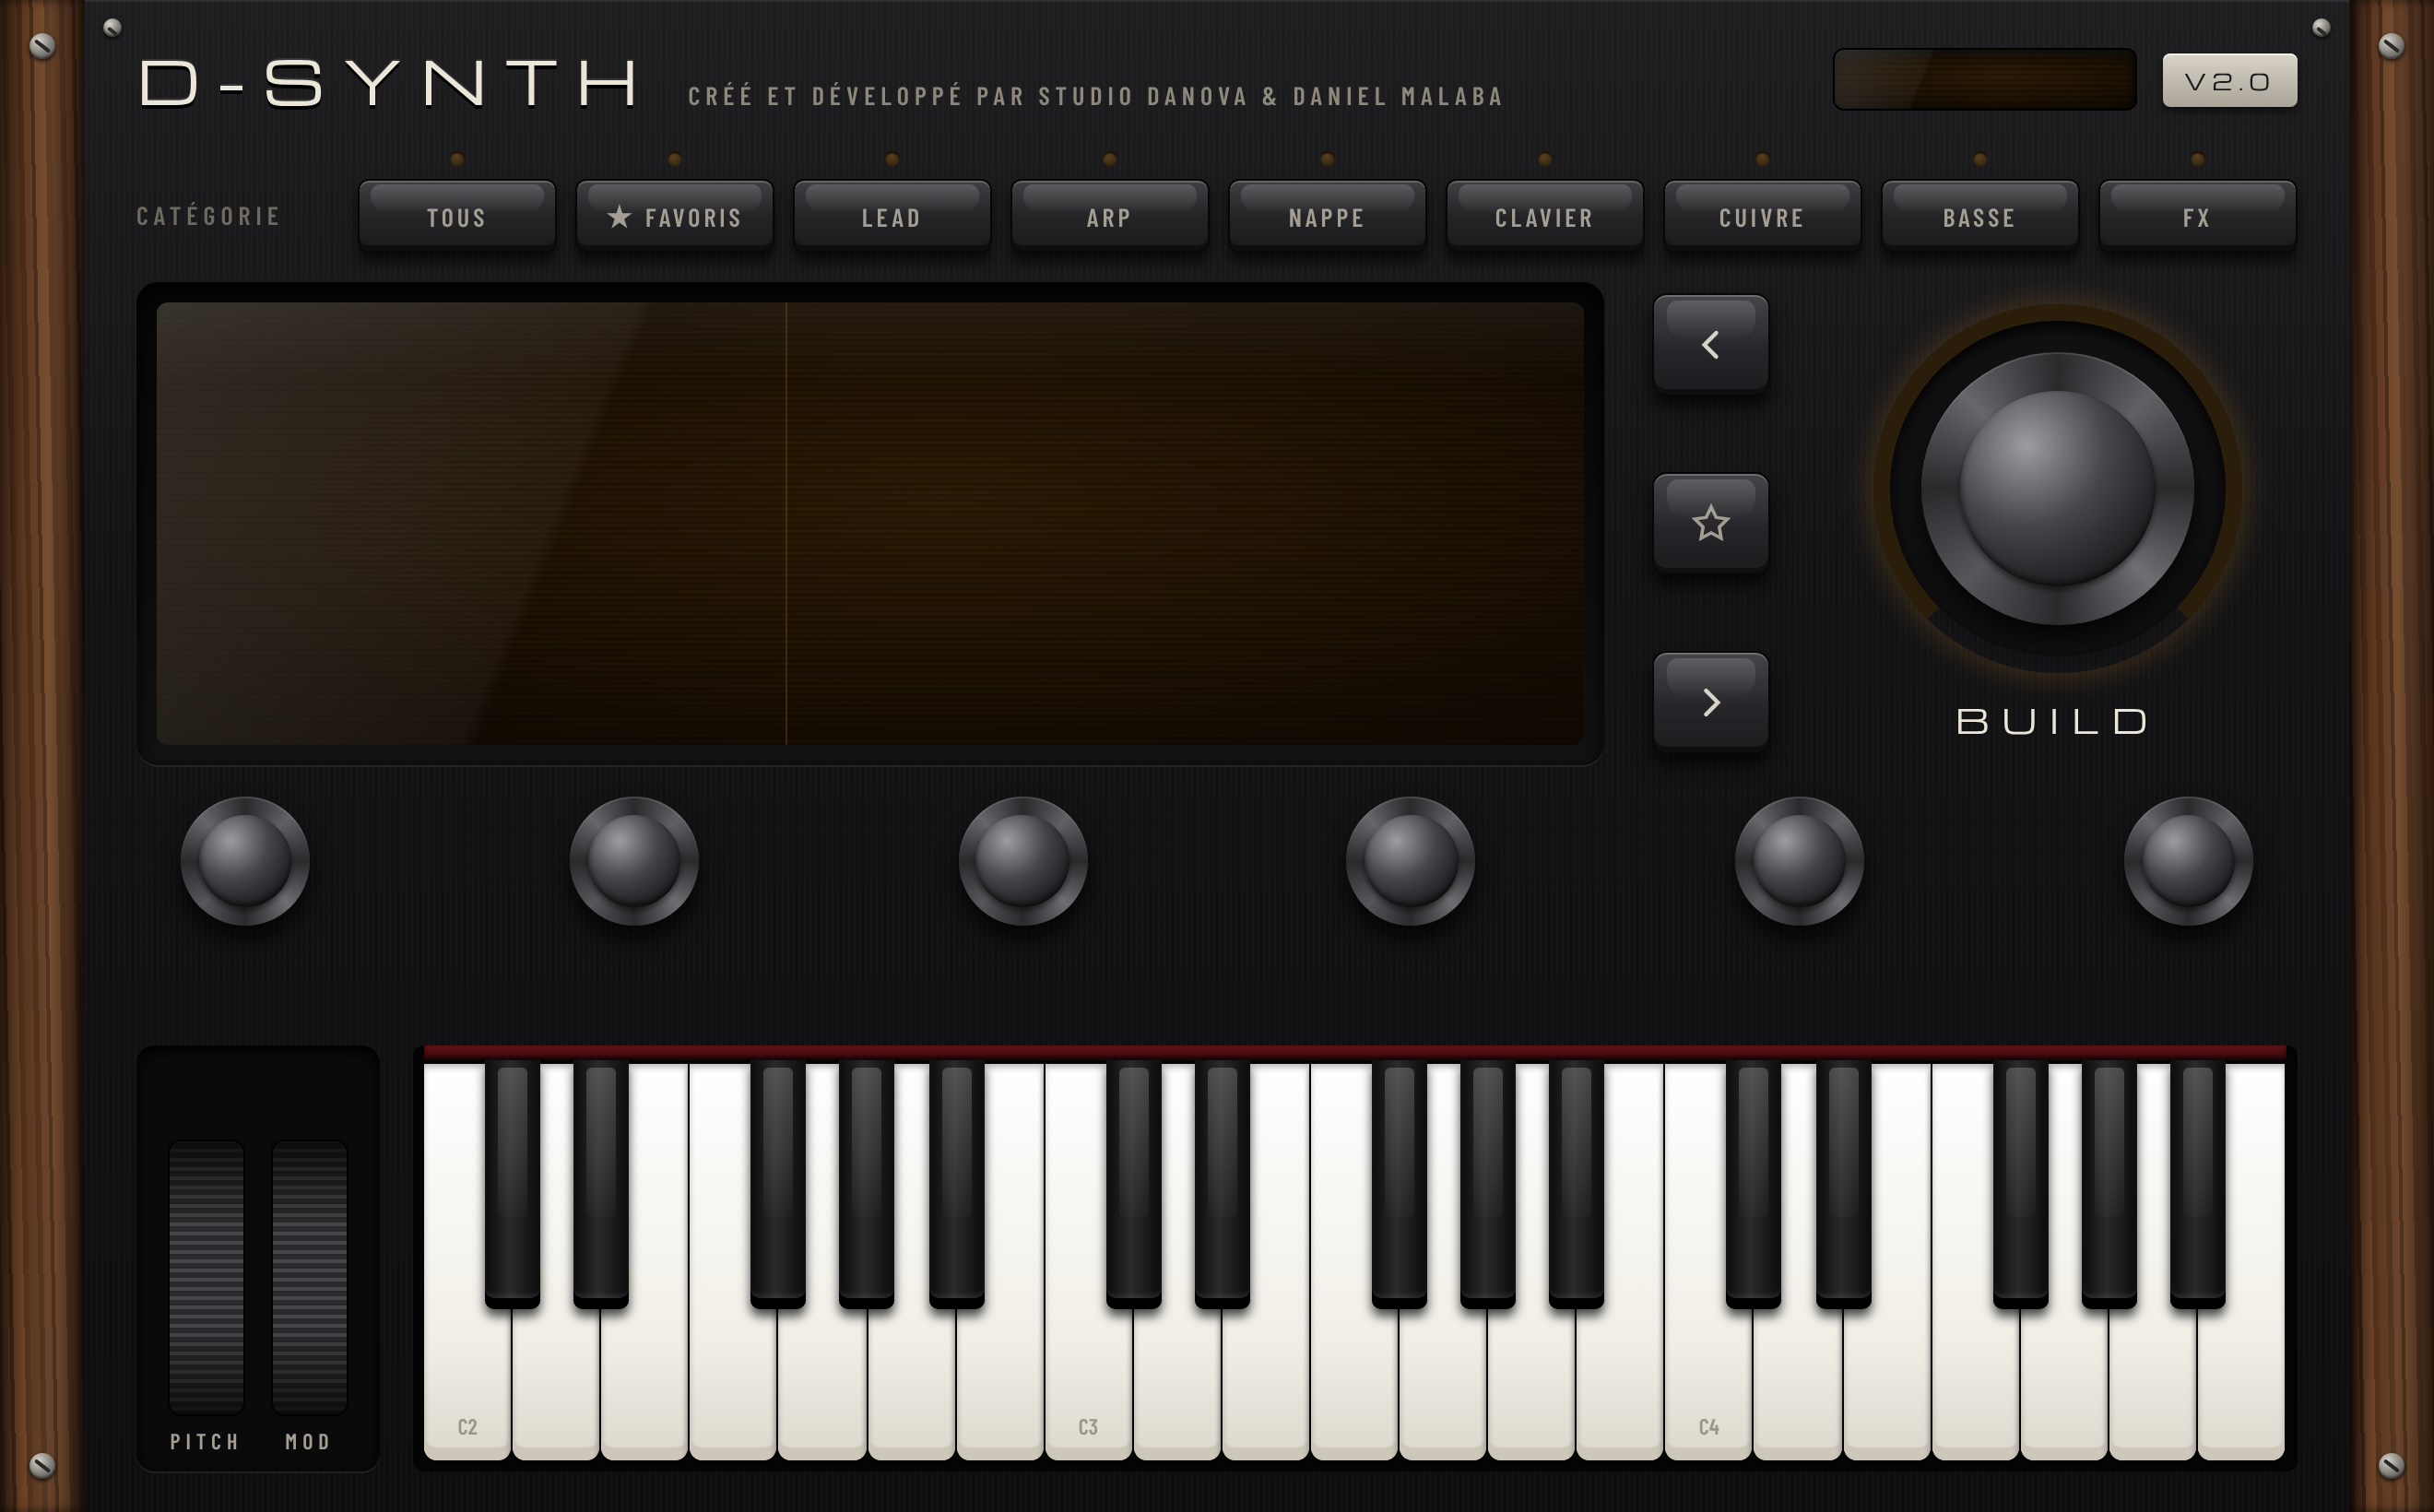 D-SYNTH
CRÉÉ ET DÉVELOPPÉ PAR STUDIO DANOVA & DANIEL MALABA
V2.0
CATÉGORIE
TOUS
★ FAVORIS
LEAD
ARP
NAPPE
CLAVIER
CUIVRE
BASSE
FX
BUILD
C2
C3
C4
PITCH
MOD